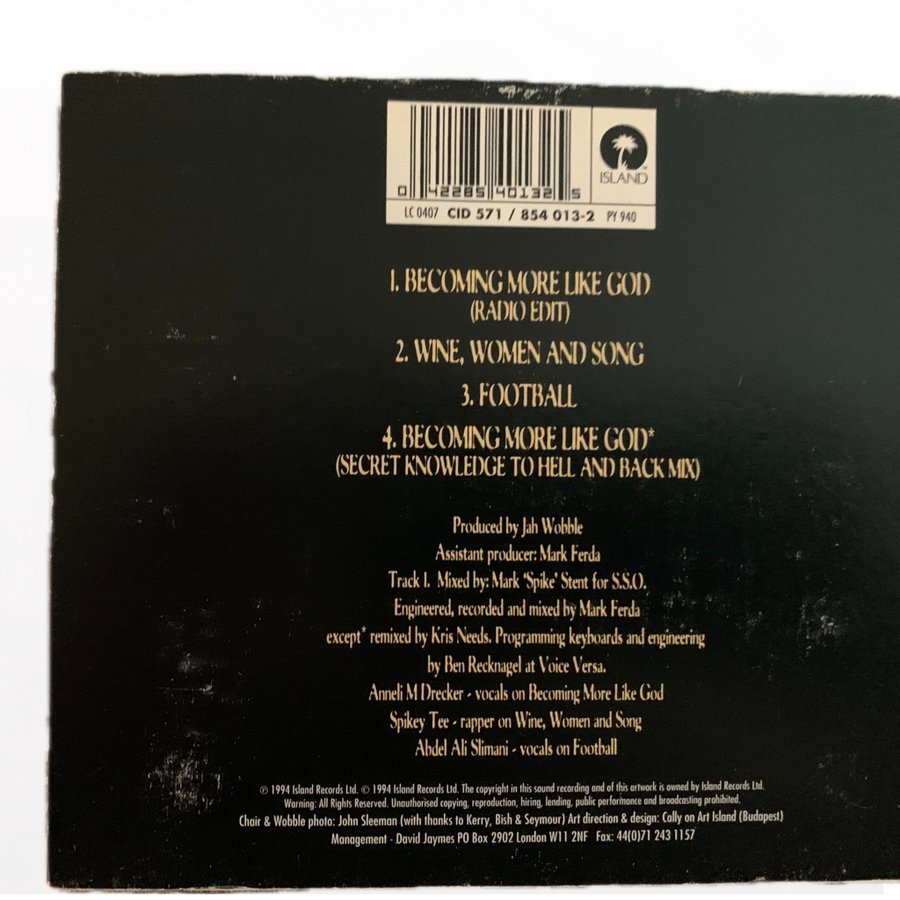 0 42285 40132 5
ISLAND
LC 0407 CID 571 / 854 013-2 PY 940
1. BECOMING MORE LIKE GOD
(RADIO EDIT)
2. WINE, WOMEN AND SONG
3. FOOTBALL
4. BECOMING MORE LIKE GOD*
(SECRET KNOWLEDGE TO HELL AND BACK MIX)
Produced by Jah Wobble
Assistant producer: Mark Ferda
Track 1. Mixed by: Mark 'Spike' Stent for S.S.O.
Engineered, recorded and mixed by Mark Ferda
except* remixed by Kris Needs. Programming keyboards and engineering
by Ben Recknagel at Voice Versa.
Anneli M Drecker - vocals on Becoming More Like God
Spikey Tee - rapper on Wine, Women and Song
Abdel Ali Slimani - vocals on Football
℗ 1994 Island Records Ltd. © 1994 Island Records Ltd. The copyright in this sound recording and of this artwork is owned by Island Records Ltd.
Warning: All Rights Reserved. Unauthorised copying, reproduction, hiring, lending, public performance and broadcasting prohibited.
Chair & Wobble photo: John Sleeman (with thanks to Kerry, Bish & Seymour) Art direction & design: Cally on Art Island (Budapest)
Management - David Jaymes PO Box 2902 London W11 2NF Fax: 44(0)71 243 1157